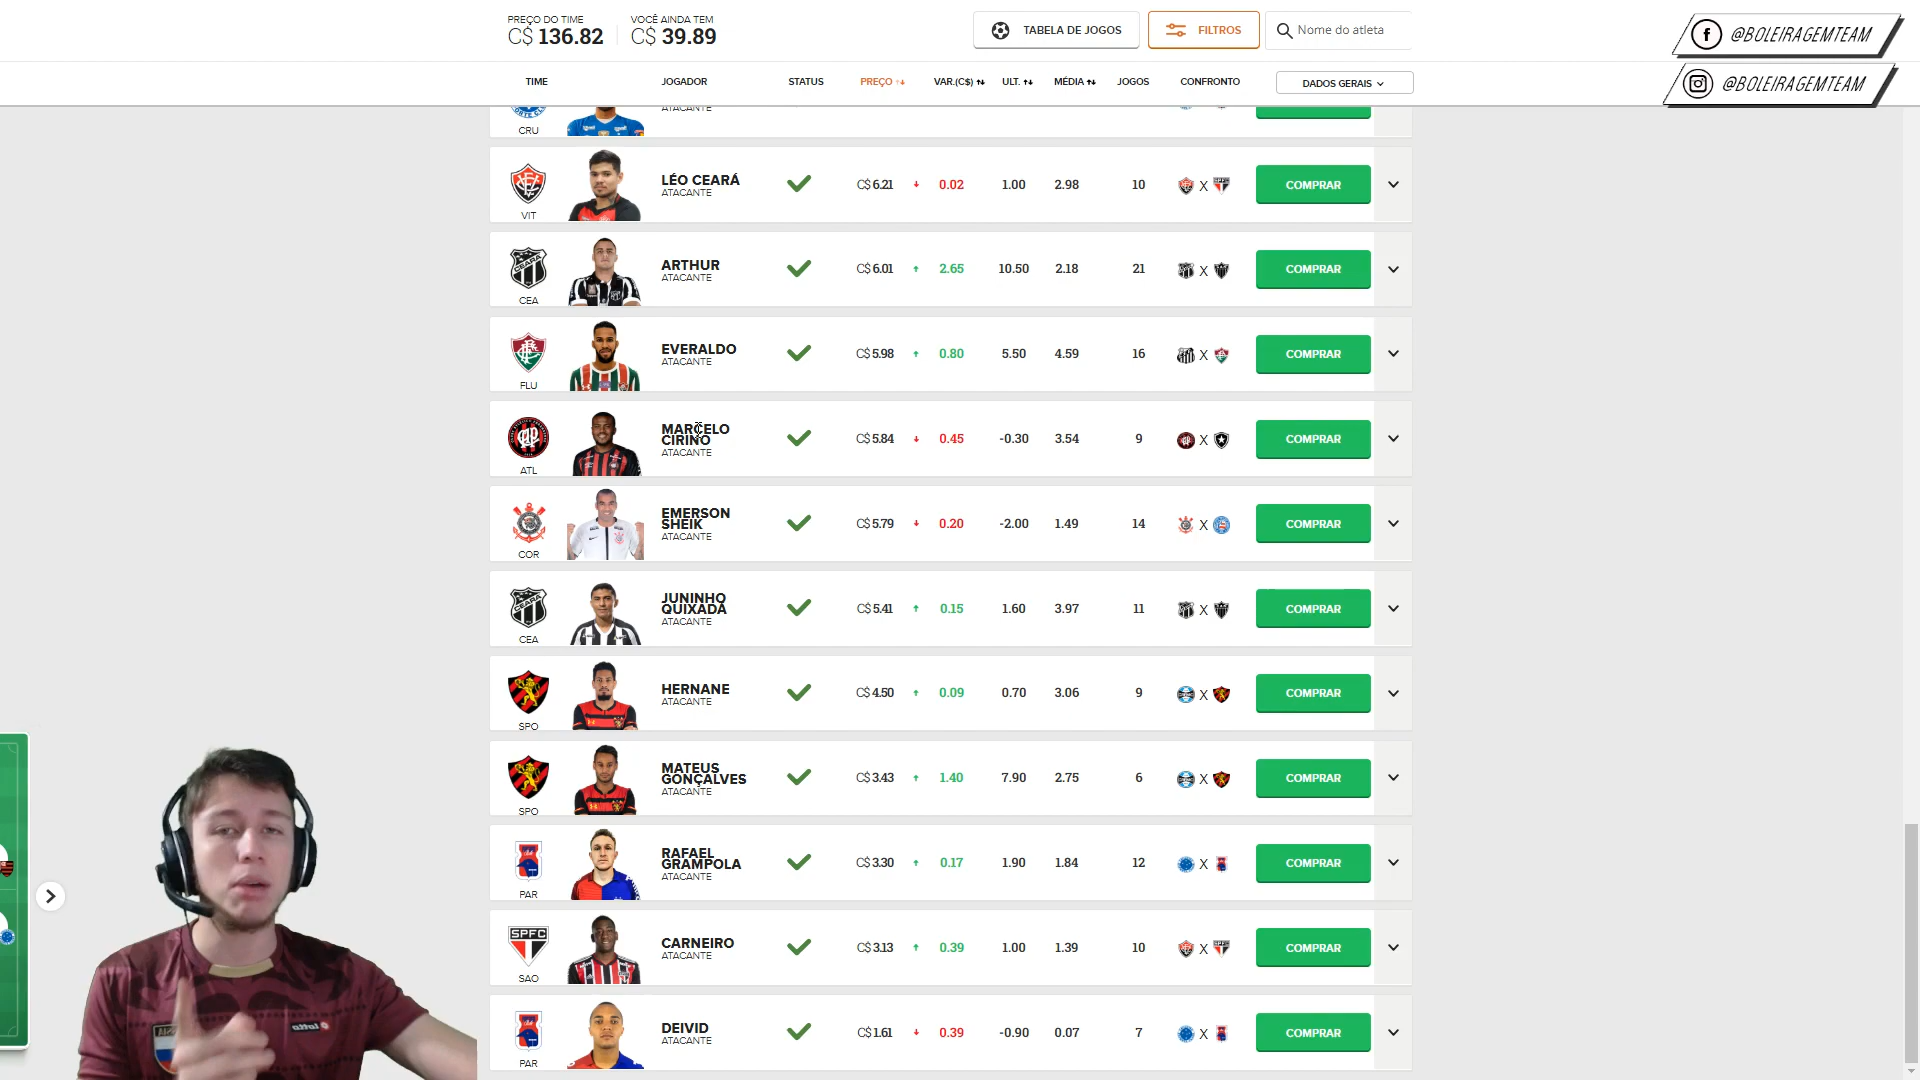 PREÇO DO TIME
C$ 136.82
VOCÊ AINDA TEM
C$ 39.89
TABELA DE JOGOS
FILTROS
Nome do atleta
@BOLEIRAGEMTEAM
@BOLEIRAGEMTEAM
TIME JOGADOR STATUS PREÇO VAR.(C$) ULT. MÉDIA JOGOS CONFRONTO DADOS GERAIS
ATACANTE
CRU
LÉO CEARÁ
ATACANTE
VIT
C$ 6.21 0.02 1.00 2.98 10 X COMPRAR
ARTHUR
ATACANTE
CEA
C$ 6.01 2.65 10.50 2.18 21 X COMPRAR
EVERALDO
ATACANTE
FLU
C$ 5.98 0.80 5.50 4.59 16 X COMPRAR
MARCELO
CIRINO
ATACANTE
ATL
C$ 5.84 0.45 -0.30 3.54 9 X COMPRAR
EMERSON
SHEIK
ATACANTE
COR
C$ 5.79 0.20 -2.00 1.49 14 X COMPRAR
JUNINHO
QUIXADÁ
ATACANTE
CEA
C$ 5.41 0.15 1.60 3.97 11 X COMPRAR
HERNANE
ATACANTE
SPO
C$ 4.50 0.09 0.70 3.06 9 X COMPRAR
MATEUS
GONÇALVES
ATACANTE
SPO
C$ 3.43 1.40 7.90 2.75 6 X COMPRAR
RAFAEL
GRAMPOLA
ATACANTE
PAR
C$ 3.30 0.17 1.90 1.84 12 X COMPRAR
SPFC
CARNEIRO
ATACANTE
SAO
C$ 3.13 0.39 1.00 1.39 10 X COMPRAR
DEIVID
ATACANTE
PAR
C$ 1.61 0.39 -0.90 0.07 7 X COMPRAR
lotto